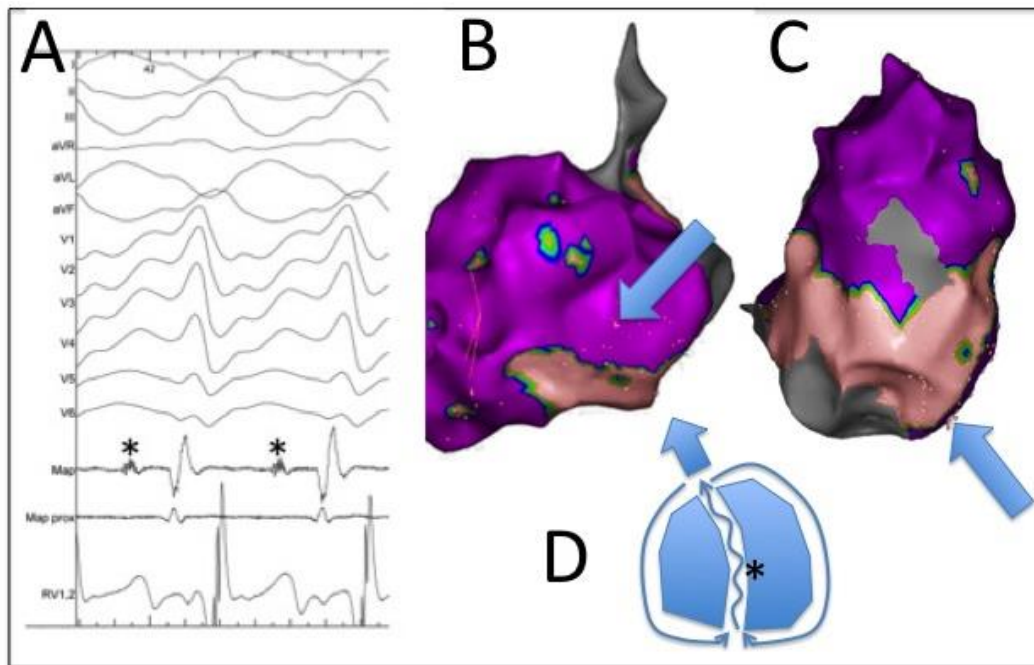 A
B
C
42
I
II
III
aVR
aVL
aVF
V1
V2
V3
V4
V5
V6
* *
Map
Map prox
RV1,2
D
*